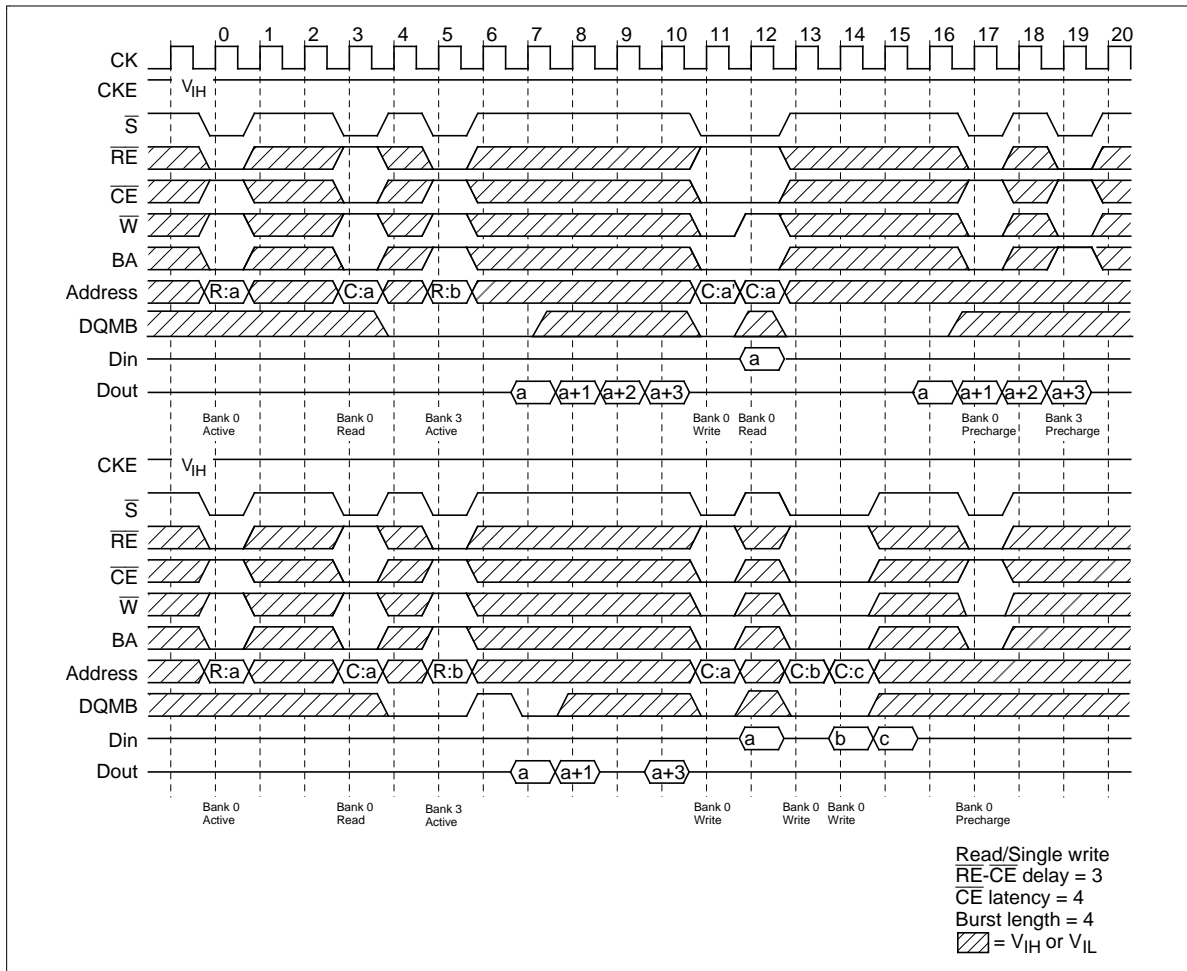 0 1 2 3 4 5 6 7 8 9 10 11 12 13 14 15 16 17 18 19 20
CK
CKE VIH
S
RE
CE
W
BA
Address R:a C:a R:b C:a' C:a
DQMB
Din a
Dout a a+1 a+2 a+3 a a+1 a+2 a+3
Bank 0 Bank 0 Bank 3 Bank 0 Bank 0 Bank 0 Bank 3
Active Read Active Write Read Precharge Precharge
CKE VIH
S
RE
CE
W
BA
Address R:a C:a R:b C:a C:b C:c
DQMB
Din a b c
Dout a a+1 a+3
Bank 0 Bank 0 Bank 3 Bank 0 Bank 0 Bank 0 Bank 0
Active Read Active Write Write Write Precharge
Read/Single write
RE-CE delay = 3
CE latency = 4
Burst length = 4
= VIH or VIL